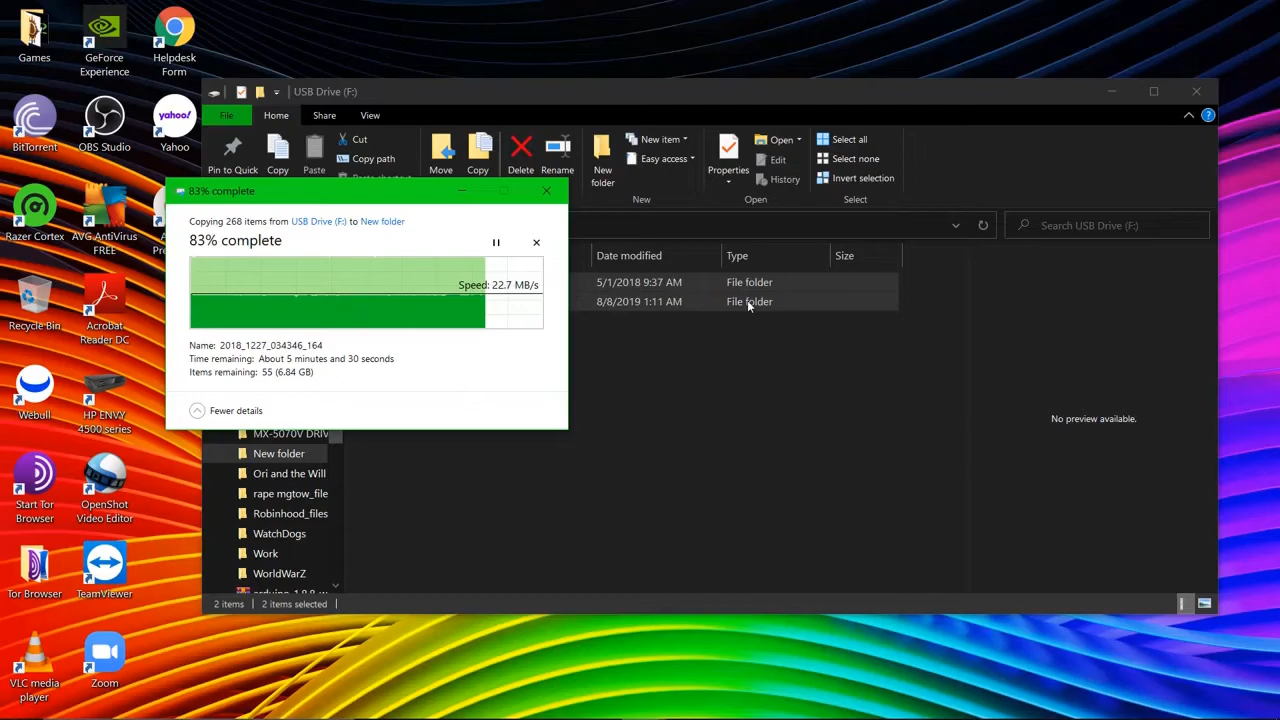 Games
GeForce
Experience
Helpdesk
Form
BitTorrent
OBS Studio
yahoo!
Yahoo
Razer Cortex
AVG AntiVirus
FREE
Recycle Bin
Acrobat
Reader DC
Webull
HP ENVY
4500 series
Start Tor
Browser
OpenShot
Video Editor
Tor Browser
TeamViewer
VLC media
player
Zoom
USB Drive (F:)
File
Home
Share
View
Pin to Quick
Copy
Paste
Cut
Copy path
Move
Copy
Delete
Rename
New
folder
New item
Easy access
New
Properties
Open
Edit
History
Open
Select all
Select none
Invert selection
Select
Search USB Drive (F:)
Date modified
Type
Size
5/1/2018 9:37 AM
File folder
8/8/2019 1:11 AM
File folder
No preview available.
83% complete
Copying 268 items from USB Drive (F:) to New folder
83% complete
Speed: 22.7 MB/s
Name: 2018_1227_034346_164
Time remaining: About 5 minutes and 30 seconds
Items remaining: 55 (6.84 GB)
Fewer details
MX-5070V DRIV
New folder
Ori and the Will
rape mgtow_file
Robinhood_files
WatchDogs
Work
WorldWarZ
2 items
2 items selected